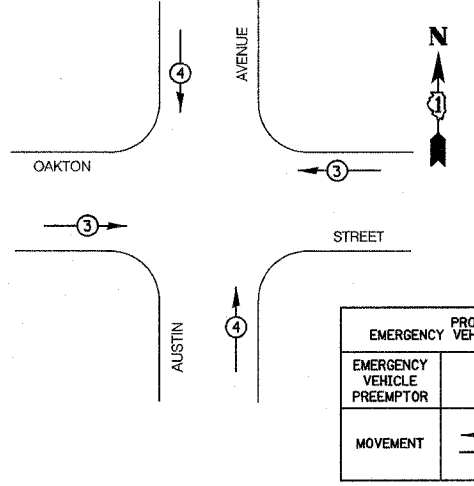 N
4
AVENUE
1
OAKTON
3
3
STREET
4
AUSTIN
EMERGENCY
EMERGENCY
VEHICLE
PREEMPTOR
MOVEMENT